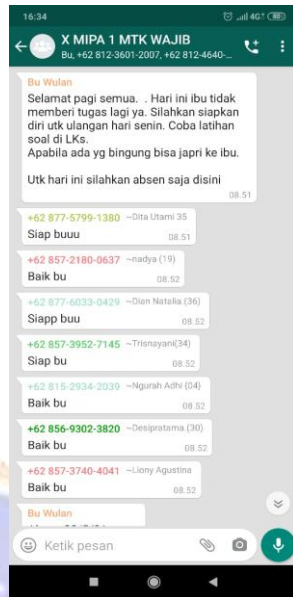 16:34
4G
X MIPA 1 MTK WAJIB
Bu, +62 812-3601-2007, +62 812-4640-...
Bu Wulan
Selamat pagi semua. . Hari ini ibu tidak
memberi tugas lagi ya. Silahkan siapkan
diri utk ulangan hari senin. Coba latihan
soal di LKs.
Apabila ada yg bingung bisa japri ke ibu.
Utk hari ini silahkan absen saja disini
08.51
+62 877-5799-1380 ~Dita Utami 35
Siap buuu
08.51
+62 857-2180-0637 ~nadya (19)
Baik bu
08.52
+62 877-6033-0429 ~Dian Natalia (36)
Siapp buu
08.52
+62 857-3952-7145 ~Trisnayani(34)
Siap bu
08.52
+62 815-2934-2039 ~Ngurah Adhi (04)
Baik bu
08.52
+62 856-9302-3820 ~Desipratama (30)
Baik bu
08.52
+62 857-3740-4041 ~Liony Agustina
Baik bu
08.52
Bu Wulan
Ketik pesan